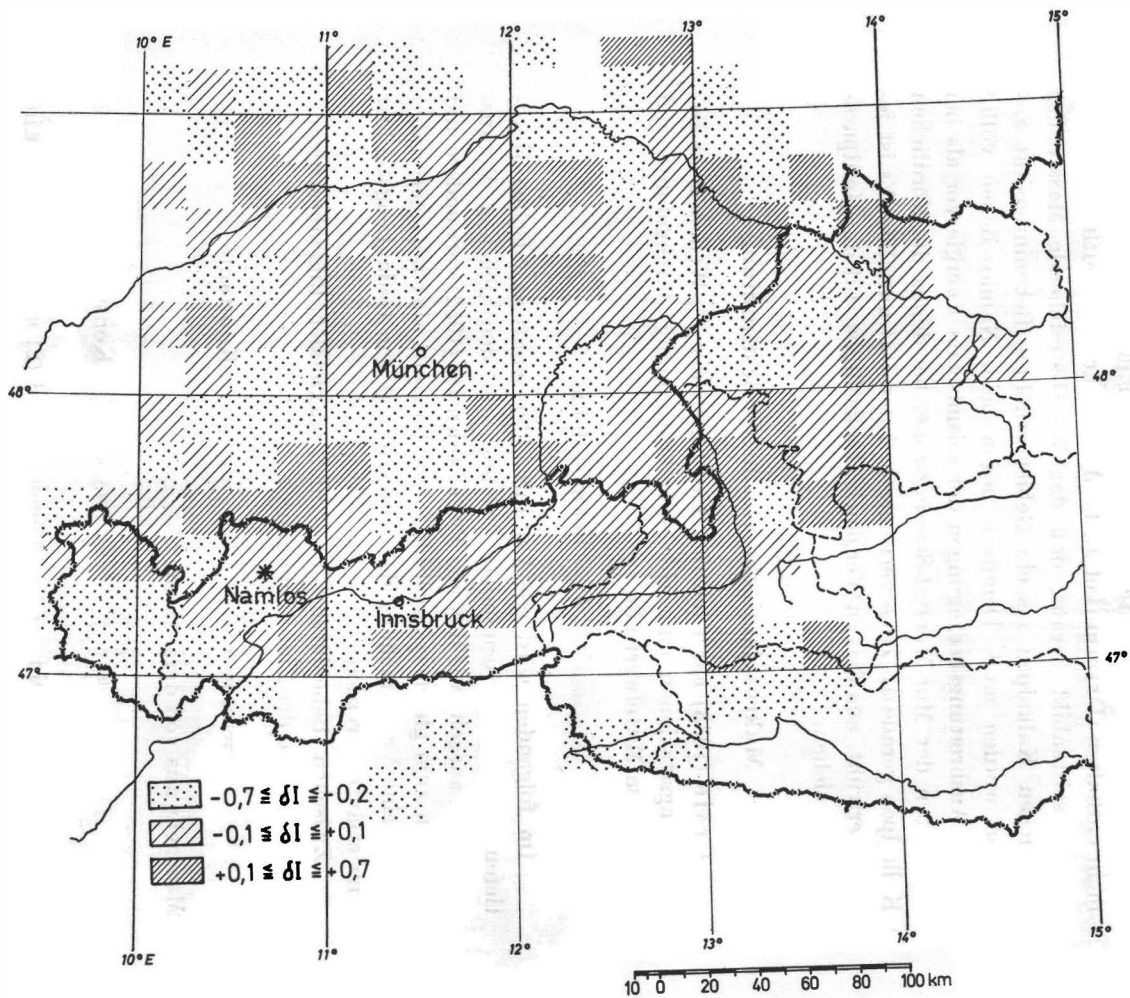 10° E 11° 12° 13° 14° 15°
München
48° 48°
Namlos
Innsbruck
47° 47°
-0,7 ≦ δI ≦ -0,2
-0,1 ≦ δI ≦ +0,1
+0,1 ≦ δI ≦ +0,7
10° E 11° 12° 13° 14° 15°
10 0 20 40 60 80 100 km